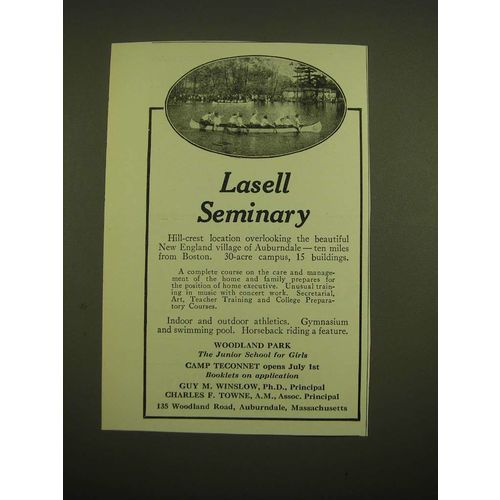 Lasell
Seminary
Hill-crest location overlooking the beautiful
New England village of Auburndale — ten miles
from Boston. 30-acre campus, 15 buildings.
A complete course on the care and manage-
ment of the home and family prepares for
the position of home executive. Unusual train-
ing in music with concert work. Secretarial,
Art, Teacher Training and College Prepara-
tory Courses.
Indoor and outdoor athletics. Gymnasium
and swimming pool. Horseback riding a feature.
WOODLAND PARK
The Junior School for Girls
CAMP TECONNET opens July 1st
Booklets on application
GUY M. WINSLOW, Ph.D., Principal
CHARLES F. TOWNE, A.M., Assoc. Principal
135 Woodland Road, Auburndale, Massachusetts